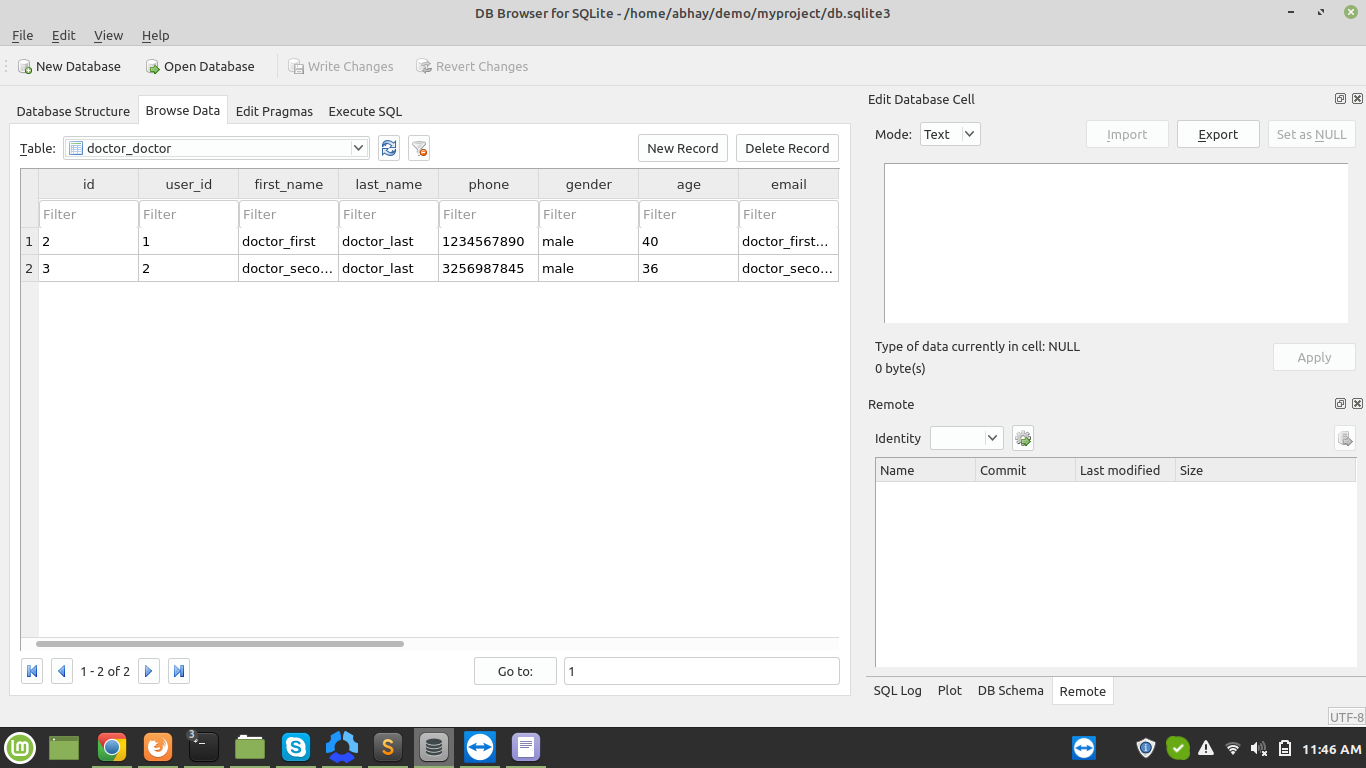 DB Browser for SQLite - /home/abhay/demo/myproject/db.sqlite3
File Edit View Help
New Database Open Database Write Changes Revert Changes
Database Structure Browse Data Edit Pragmas Execute SQL
Table: doctor_doctor New Record Delete Record
id user_id first_name last_name phone gender age email
Filter Filter Filter Filter Filter Filter Filter Filter
1 2 1 doctor_first doctor_last 1234567890 male 40 doctor_first…
2 3 2 doctor_seco… doctor_last 3256987845 male 36 doctor_seco…
1 - 2 of 2 Go to: 1
Edit Database Cell
Mode: Text Import Export Set as NULL
Type of data currently in cell: NULL
0 byte(s)
Apply
Remote
Identity
Name Commit Last modified Size
SQL Log Plot DB Schema Remote
UTF-8
3
11:46 AM